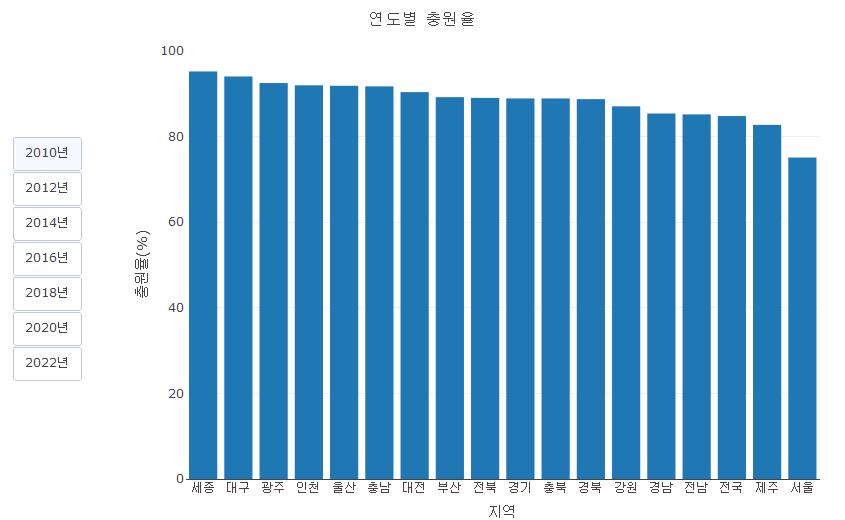 연도별 충원율
2010년
2012년
2014년
2016년
2018년
2020년
2022년
충원율(%)
100
80
60
40
20
0
세종 대구 광주 인천 울산 충남 대전 부산 전북 경기 충북 경북 강원 경남 전남 전국 제주 서울
지역